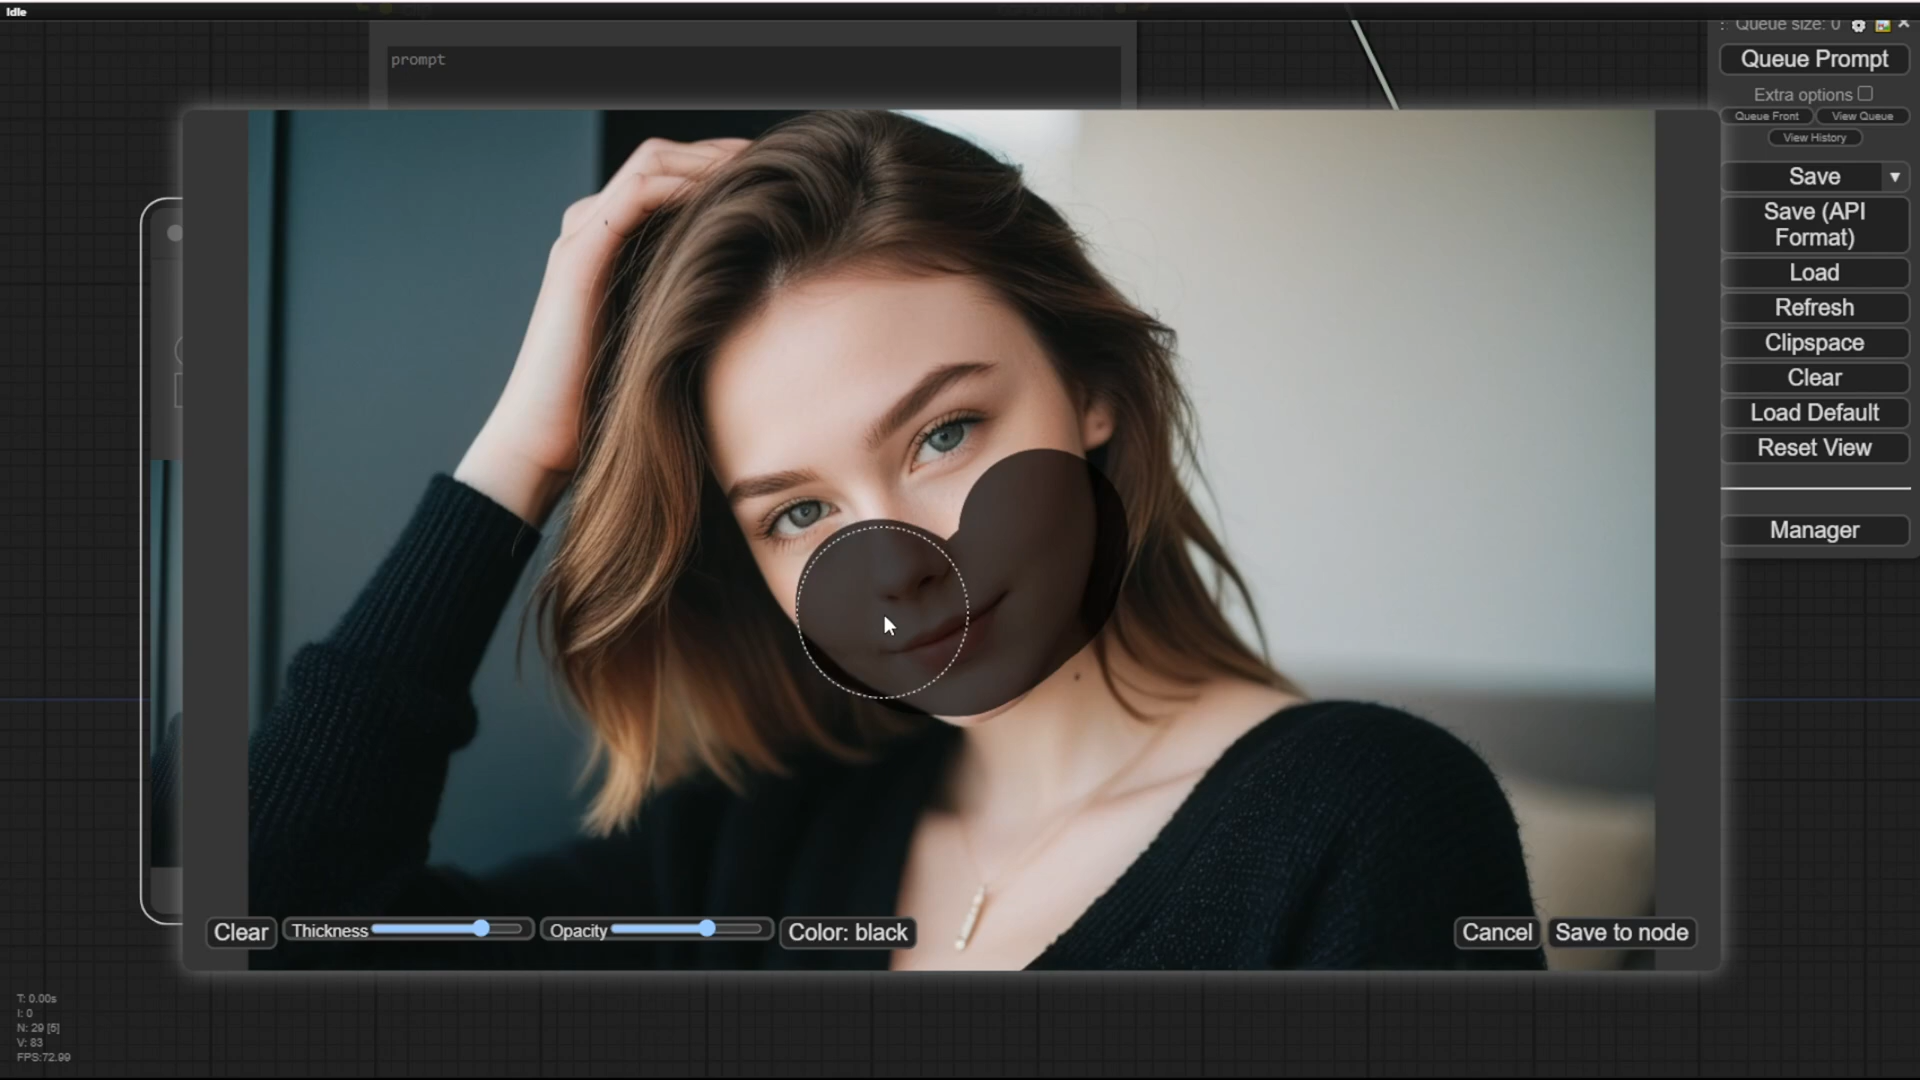 Idle
Queue size: 0
prompt
Queue Prompt
Extra options
Queue Front
View Queue
View History
Save
▼
Save (API
Format)
Load
Refresh
Clipspace
Clear
Load Default
Reset View
Manager
Clear
Thickness
Opacity
Color: black
Cancel
Save to node
T: 0.00s
I: 0
N: 29 [5]
V: 83
FPS:72.99